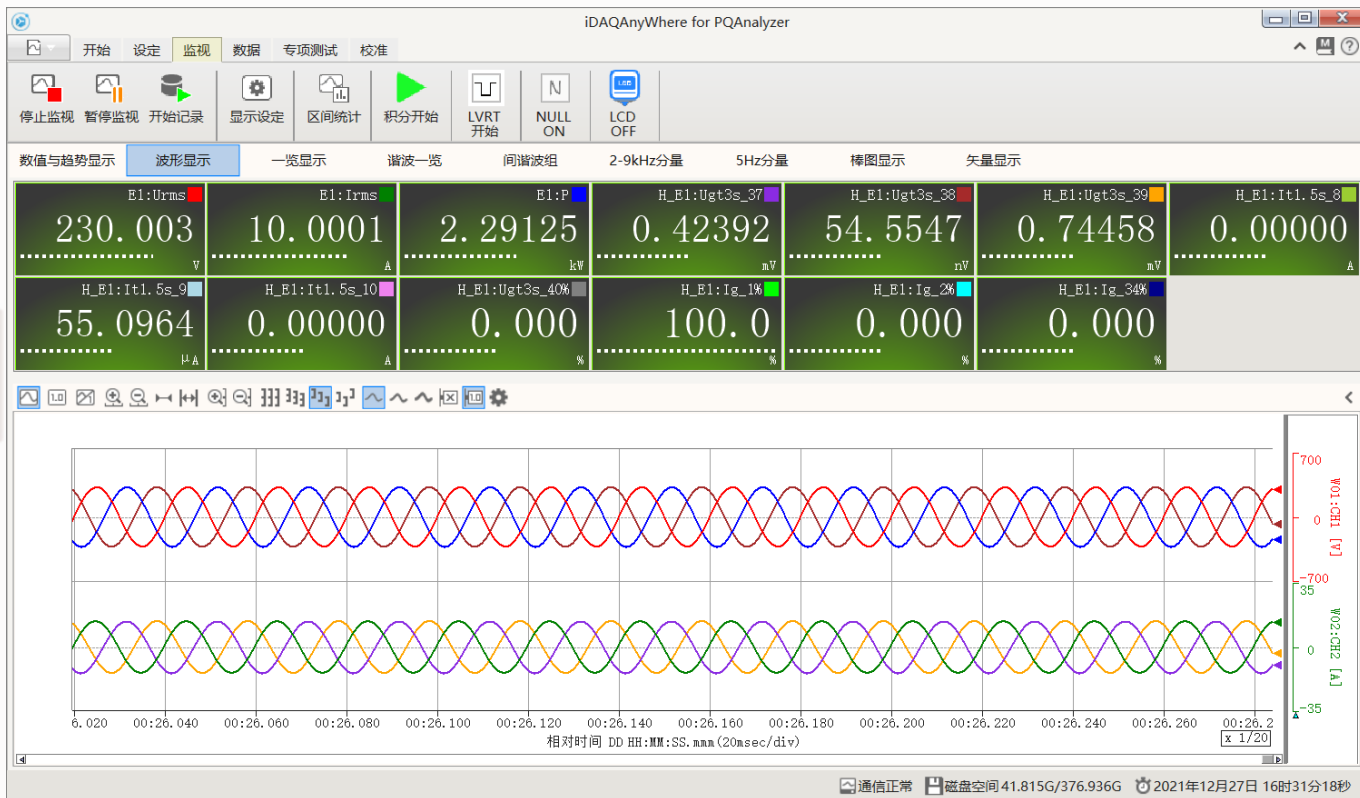 iDAQAnyWhere for PQAnalyzer
开始 设定 监视 数据 专项测试 校准
M ?
停止监视 暂停监视 开始记录 显示设定 区间统计 积分开始 LVRT 开始 N NULL ON LSB LCD OFF
数值与趋势显示 波形显示 一览显示 谐波一览 间谐波组 2-9kHz分量 5Hz分量 棒图显示 矢量显示
E1:Urms E1:Irms E1:P H_E1:Ugt3s_37 H_E1:Ugt3s_38 H_E1:Ugt3s_39 H_E1:It1.5s_8
230.003 10.0001 2.29125 0.42392 54.5547 0.74458 0.00000
V A kW mV nV mV A
H_E1:It1.5s_9 H_E1:It1.5s_10 H_E1:Ugt3s_40% H_E1:Ig_1% H_E1:Ig_2% H_E1:Ig_34%
55.0964 0.00000 0.000 100.0 0.000 0.000
μA A % % % %
1.0 1.0
700
0
-700
W01:CH1 [V]
35
0
-35
W02:CH2 [A]
6.020 00:26.040 00:26.060 00:26.080 00:26.100 00:26.120 00:26.140 00:26.160 00:26.180 00:26.200 00:26.220 00:26.240 00:26.260 00:26.2
相对时间 DD HH:MM:SS.mmm(20msec/div)
x 1/20
通信正常 磁盘空间41.815G/376.936G 2021年12月27日 16时31分18秒